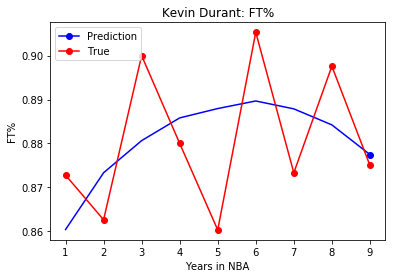 Kevin Durant: FT%
Prediction
True
FT%
0.90
0.89
0.88
0.87
0.86
1 2 3 4 5 6 7 8 9
Years in NBA